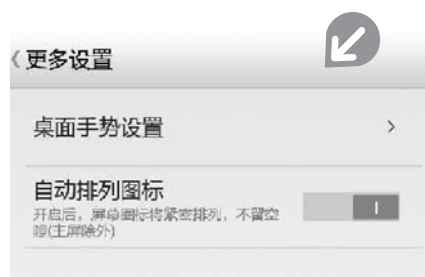 更多设置
桌面手势设置
自动排列图标
开启后，屏幕图标将紧密排列，不留空
隙(主屏除外)